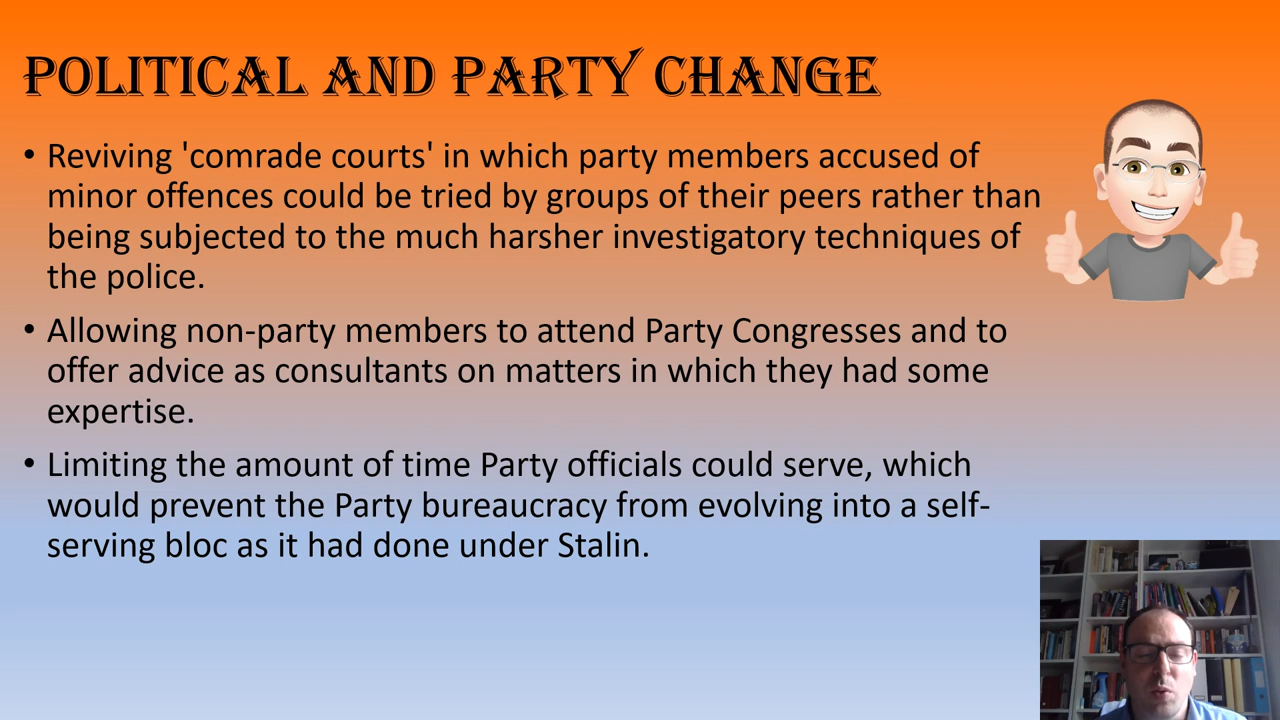 POLITICAL AND PARTY CHANGE
• Reviving 'comrade courts' in which party members accused of
minor offences could be tried by groups of their peers rather than
being subjected to the much harsher investigatory techniques of
the police.
• Allowing non-party members to attend Party Congresses and to
offer advice as consultants on matters in which they had some
expertise.
• Limiting the amount of time Party officials could serve, which
would prevent the Party bureaucracy from evolving into a self-
serving bloc as it had done under Stalin.